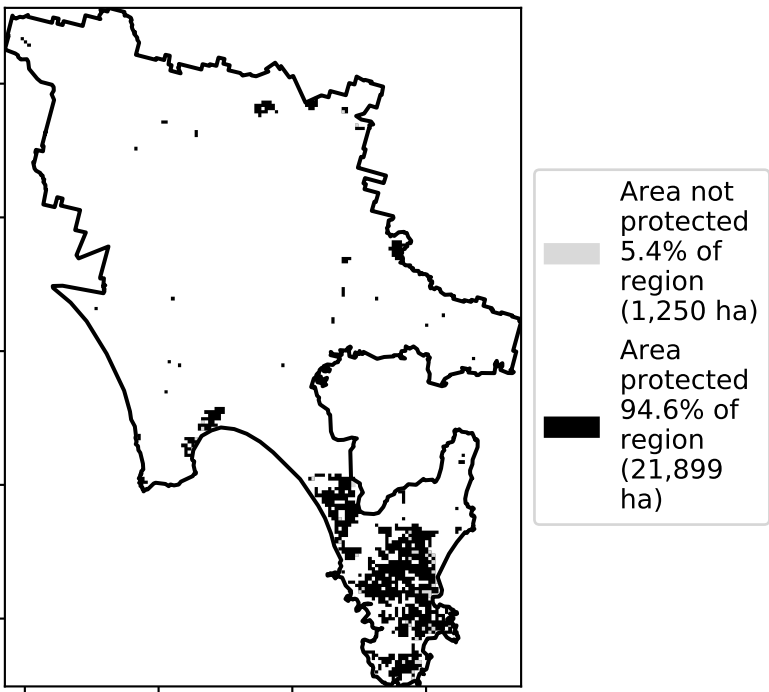 Area not
protected
5.4% of
region
(1,250 ha)
Area
protected
94.6% of
region
(21,899
ha)